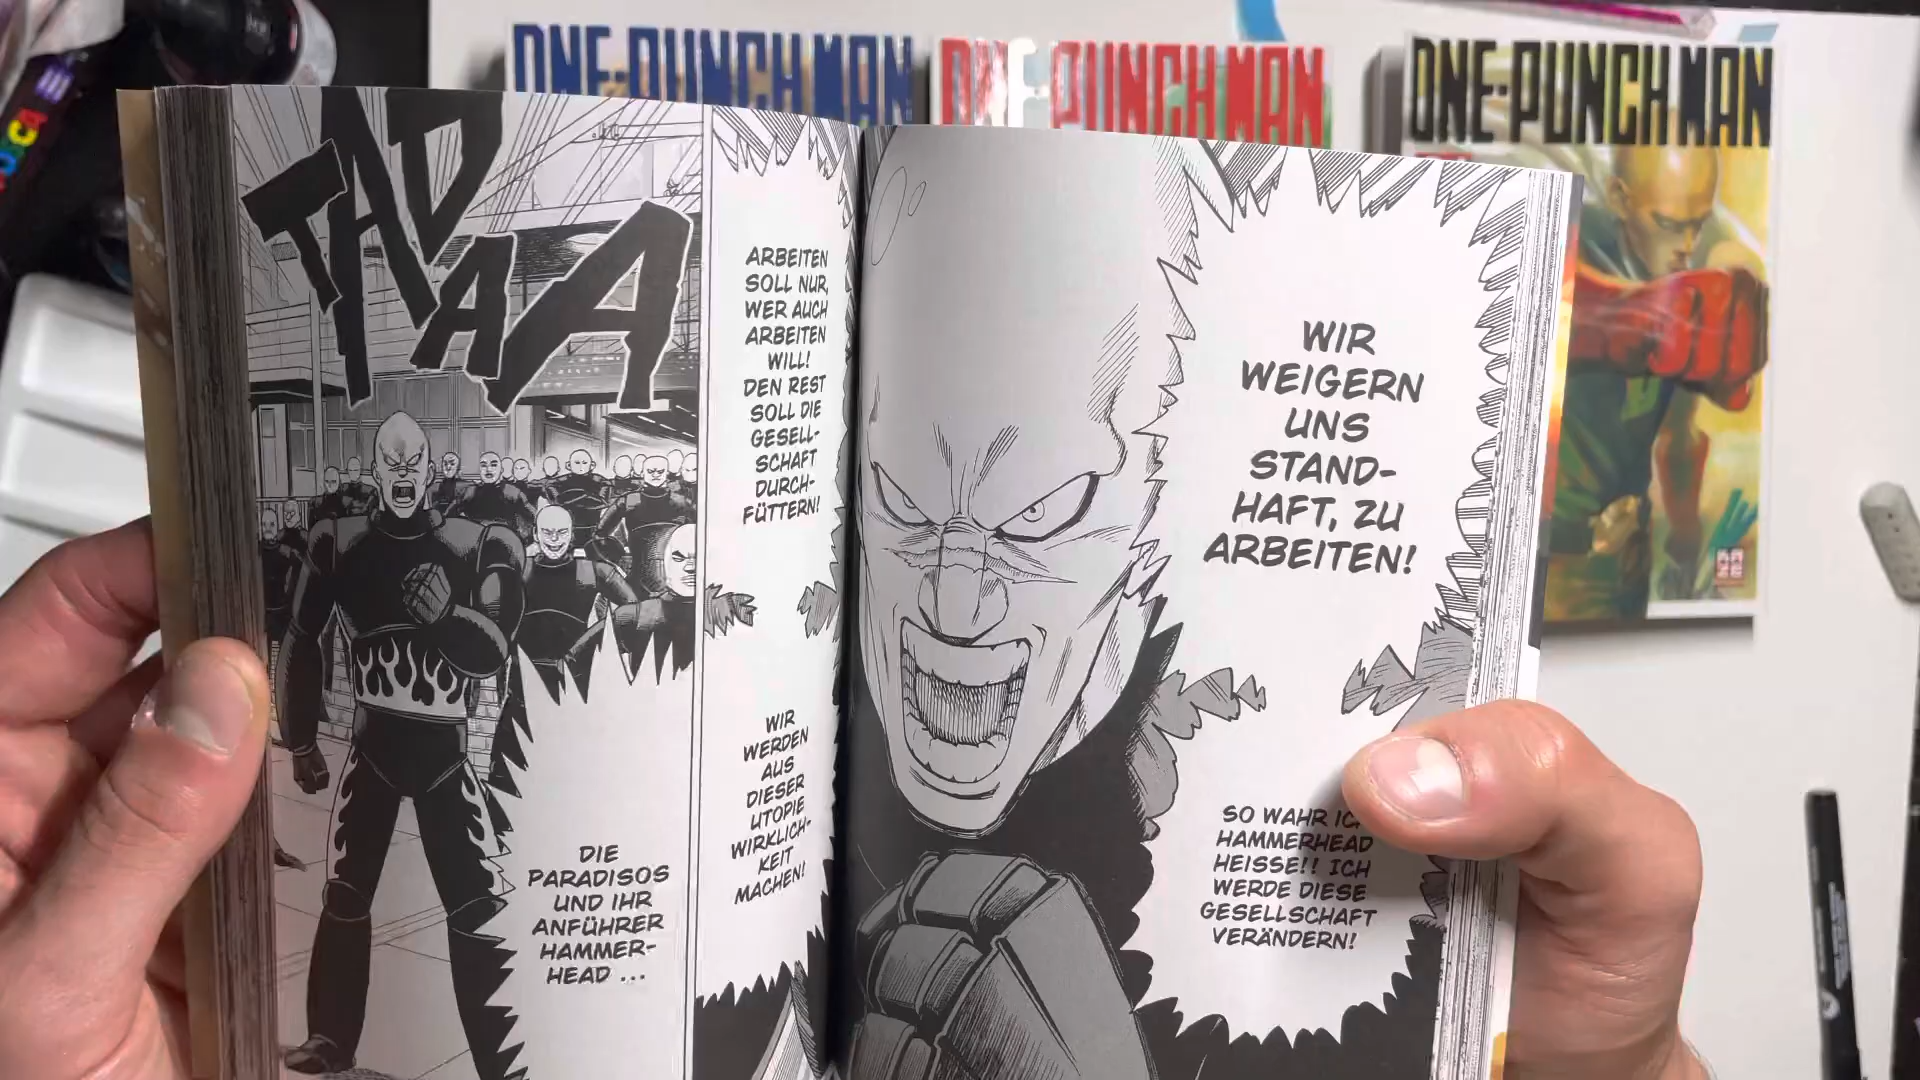 ONE-PUNCH MAN
ONE-PUNCH MAN
ONE-PUNCH MAN
POSCA
TADAAA
ARBEITEN
SOLL NUR,
WER AUCH
ARBEITEN
WILL!
DEN REST
SOLL DIE
GESELL-
SCHAFT
DURCH-
FÜTTERN!
WIR
WERDEN
AUS
DIESER
UTOPIE
WIRKLICH-
KEIT
MACHEN!
DIE
PARADISOS
UND IHR
ANFÜHRER
HAMMER-
HEAD ...
WIR
WEIGERN
UNS
STAND-
HAFT, ZU
ARBEITEN!
SO WAHR
HAMMERHEAD
HEISSE!! ICH
WERDE DIESE
GESELLSCHAFT
VERÄNDERN!